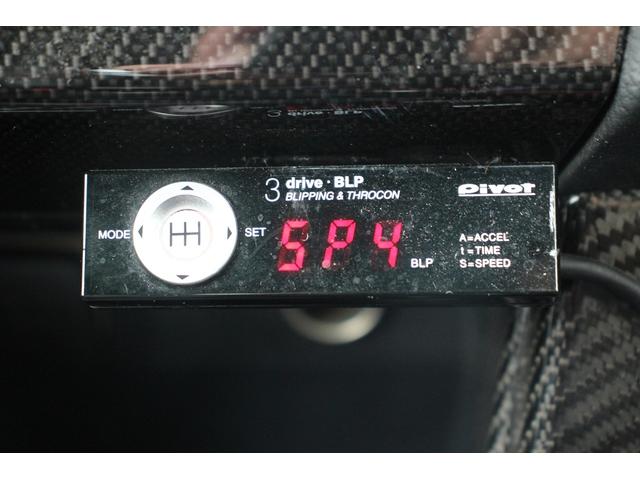 3 drive・BLP
BLIPPING & THROCON
Pivot
MODE
SET
SP4
BLP
A=ACCEL
t=TIME
S=SPEED